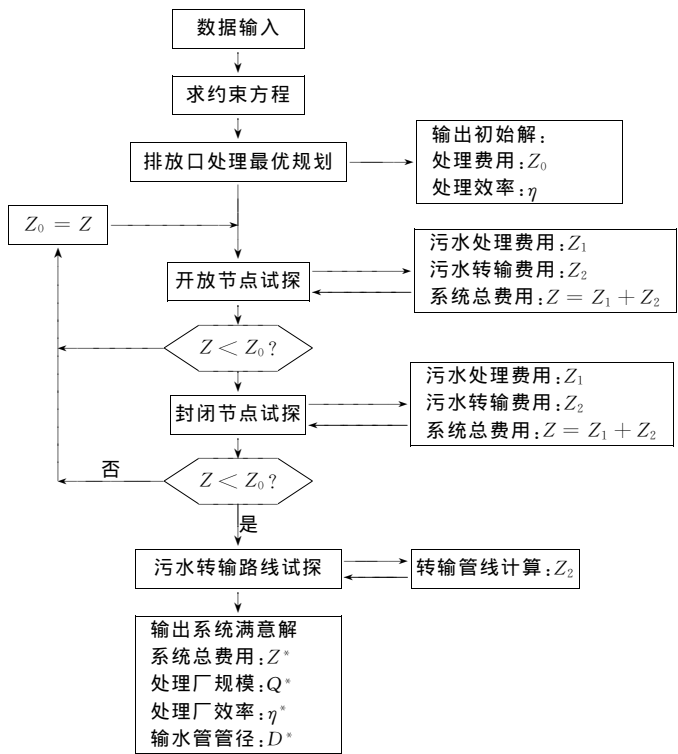 数据输入
求约束方程
排放口处理最优规划
输出初始解:
处理费用:Z₀
处理效率:η
Z₀ = Z
开放节点试探
污水处理费用:Z₁
污水转输费用:Z₂
系统总费用:Z = Z₁ + Z₂
Z < Z₀?
封闭节点试探
污水处理费用:Z₁
污水转输费用:Z₂
系统总费用:Z = Z₁ + Z₂
否
Z < Z₀?
是
污水转输路线试探
转输管线计算:Z₂
输出系统满意解
系统总费用:Z*
处理厂规模:Q*
处理厂效率:η*
输水管管径:D*